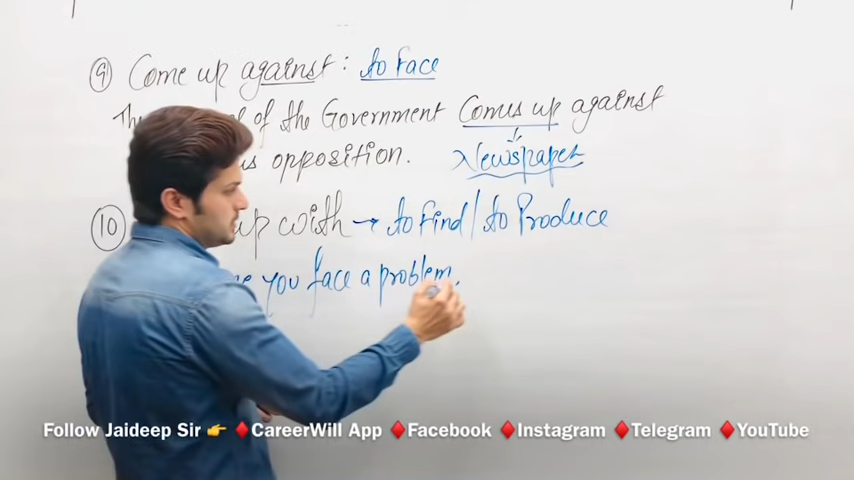 9 Come up against : to Face
of the Government Comes up against
opposition. Newspaper
10 up with → to Find / to Produce
you face a problem,
Follow Jaideep Sir 👉 ♦CareerWill App ♦Facebook ♦Instagram ♦Telegram ♦YouTube